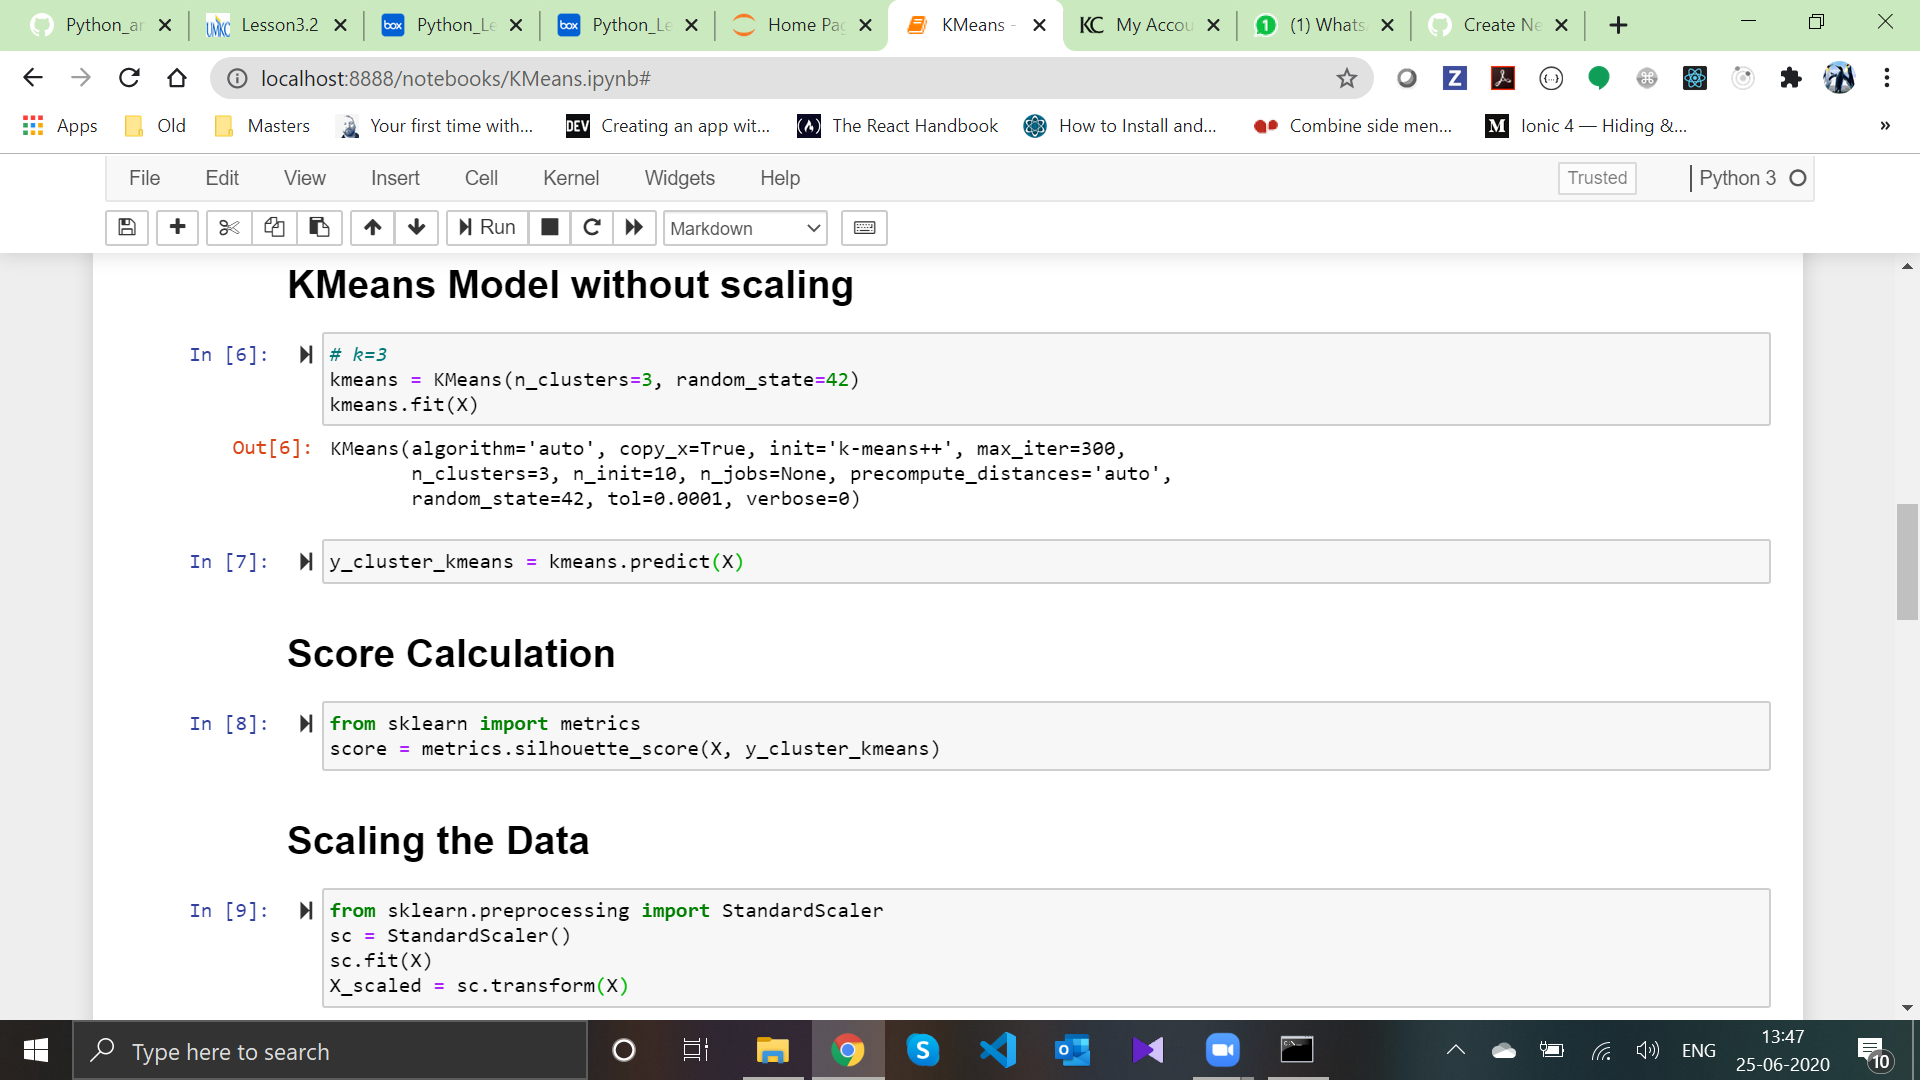 Python_ar
Lesson3.2
Python_Le
Python_Le
Home Pag
KMeans -
My Accou
(1) Whats
Create Ne
localhost:8888/notebooks/KMeans.ipynb#
Apps
Old
Masters
Your first time with...
DEV
Creating an app wit...
The React Handbook
How to Install and...
Combine side men...
Ionic 4 — Hiding &...
»
File
Edit
View
Insert
Cell
Kernel
Widgets
Help
Trusted
Python 3
Run
Markdown
KMeans Model without scaling
In [6]:
# k=3
kmeans = KMeans(n_clusters=3, random_state=42)
kmeans.fit(X)
Out[6]:
KMeans(algorithm='auto', copy_x=True, init='k-means++', max_iter=300,
n_clusters=3, n_init=10, n_jobs=None, precompute_distances='auto',
random_state=42, tol=0.0001, verbose=0)
In [7]:
y_cluster_kmeans = kmeans.predict(X)
Score Calculation
In [8]:
from sklearn import metrics
score = metrics.silhouette_score(X, y_cluster_kmeans)
Scaling the Data
In [9]:
from sklearn.preprocessing import StandardScaler
sc = StandardScaler()
sc.fit(X)
X_scaled = sc.transform(X)
Type here to search
ENG
13:47
25-06-2020
10